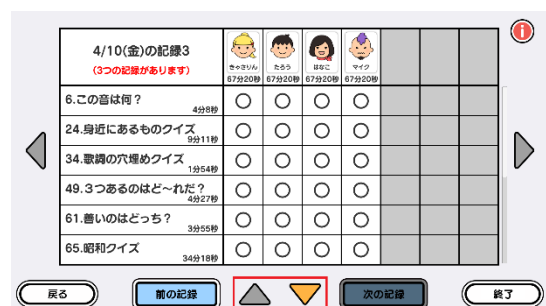 4/10(金)の記録3
(3つの記録があります)
きゃさりん たろう はなこ マイク
67分20秒 67分20秒 67分20秒 67分20秒
6.この音は何？
4分8秒
24.身近にあるものクイズ
9分11秒
34.歌詞の穴埋めクイズ
1分54秒
49.３つあるのはど～れだ？
4分27秒
61.善いのはどっち？
3分55秒
65.昭和クイズ
34分18秒
戻る 前の記録 次の記録 終了